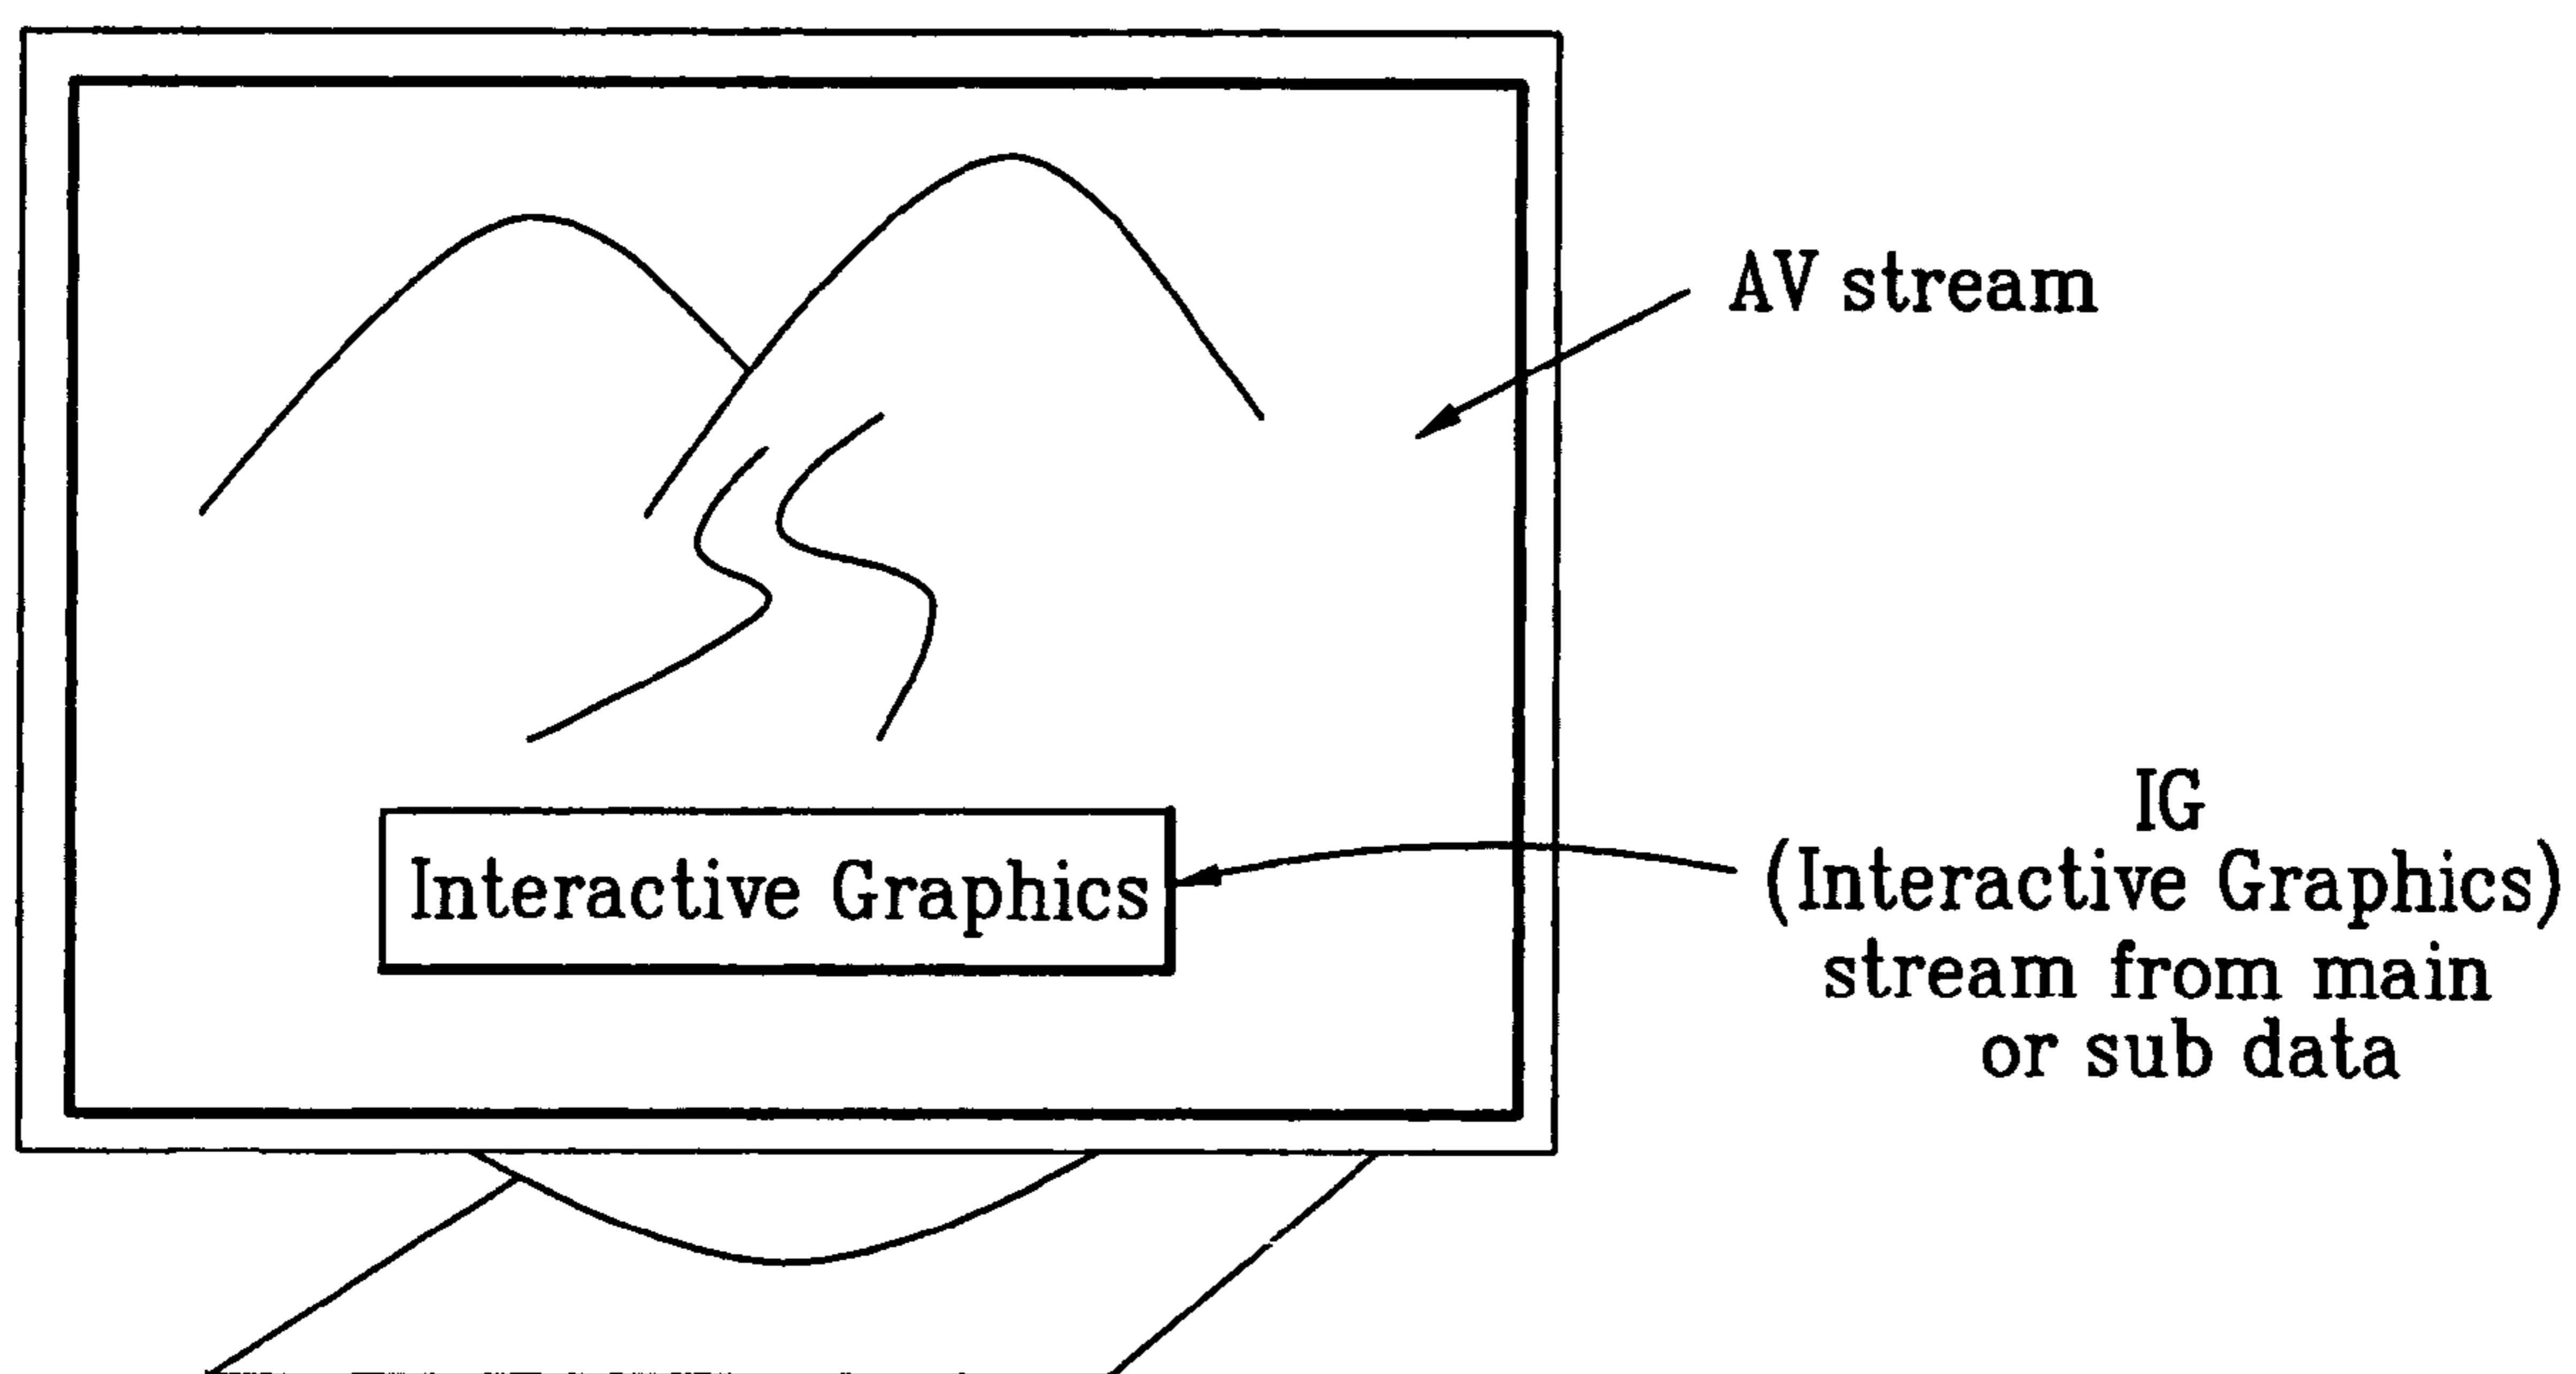 AV stream
Interactive Graphics
IG
(Interactive Graphics)
stream from main
or sub data